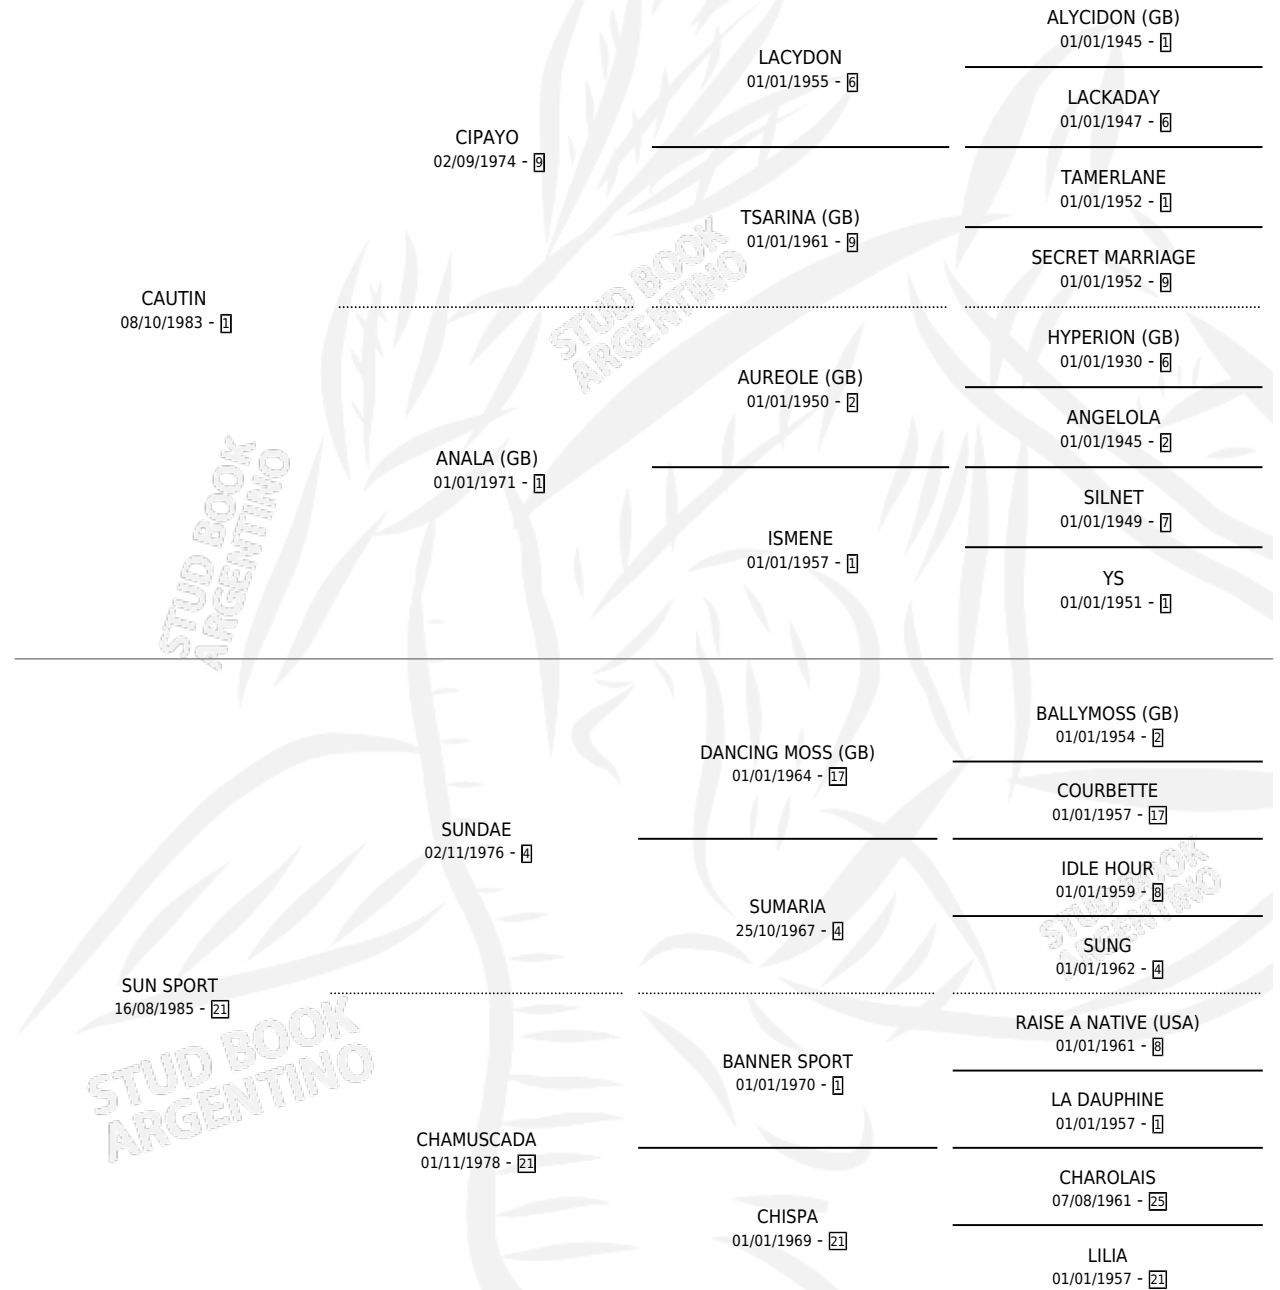 ALYCIDON (GB)
01/01/1945 - 1
LACYDON
01/01/1955 - 6
LACKADAY
01/01/1947 - 6
CIPAYO
02/09/1974 - 9
TAMERLANE
01/01/1952 - 1
TSARINA (GB)
01/01/1961 - 9
SECRET MARRIAGE
01/01/1952 - 9
CAUTIN
08/10/1983 - 1
HYPERION (GB)
01/01/1930 - 6
AUREOLE (GB)
01/01/1950 - 2
ANGELOLA
01/01/1945 - 2
ANALA (GB)
01/01/1971 - 1
SILNET
01/01/1949 - 7
ISMENE
01/01/1957 - 1
YS
01/01/1951 - 1
BALLYMOSS (GB)
01/01/1954 - 2
DANCING MOSS (GB)
01/01/1964 - 17
COURBETTE
01/01/1957 - 17
SUNDAE
02/11/1976 - 4
IDLE HOUR
01/01/1959 - 8
SUMARIA
25/10/1967 - 4
SUNG
01/01/1962 - 4
SUN SPORT
16/08/1985 - 21
RAISE A NATIVE (USA)
01/01/1961 - 8
BANNER SPORT
01/01/1970 - 1
LA DAUPHINE
01/01/1957 - 1
CHAMUSCADA
01/11/1978 - 21
CHAROLAIS
07/08/1961 - 25
CHISPA
01/01/1969 - 21
LILIA
01/01/1957 - 21
STUD BOOK
ARGENTINO
STUD BOOK
ARGENTINO
STUD BOOK
ARGENTINO
STUD BOOK
ARGENTINO